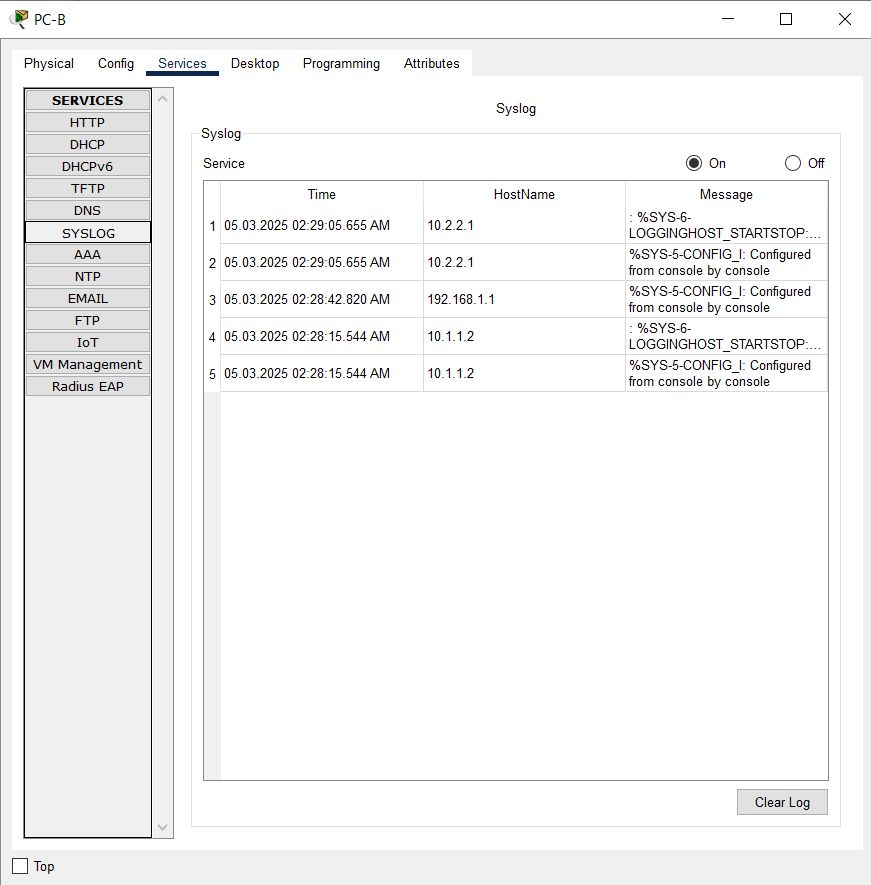 PC-B
Physical Config Services Desktop Programming Attributes
SERVICES
HTTP
DHCP
DHCPv6
TFTP
DNS
SYSLOG
AAA
NTP
EMAIL
FTP
IoT
VM Management
Radius EAP
Syslog
Syslog
Service On Off
Time HostName Message
1 05.03.2025 02:29:05.655 AM 10.2.2.1 : %SYS-6-
LOGGINGHOST_STARTSTOP:...
2 05.03.2025 02:29:05.655 AM 10.2.2.1 %SYS-5-CONFIG_I: Configured
from console by console
3 05.03.2025 02:28:42.820 AM 192.168.1.1 %SYS-5-CONFIG_I: Configured
from console by console
4 05.03.2025 02:28:15.544 AM 10.1.1.2 : %SYS-6-
LOGGINGHOST_STARTSTOP:...
5 05.03.2025 02:28:15.544 AM 10.1.1.2 %SYS-5-CONFIG_I: Configured
from console by console
Clear Log
Top